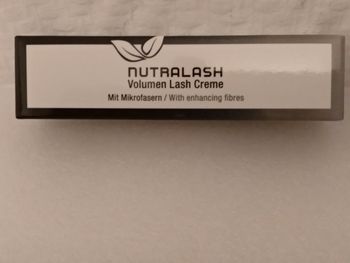 NUTRALASH
Volumen Lash Creme
Mit Mikrofasern / With enhancing fibres